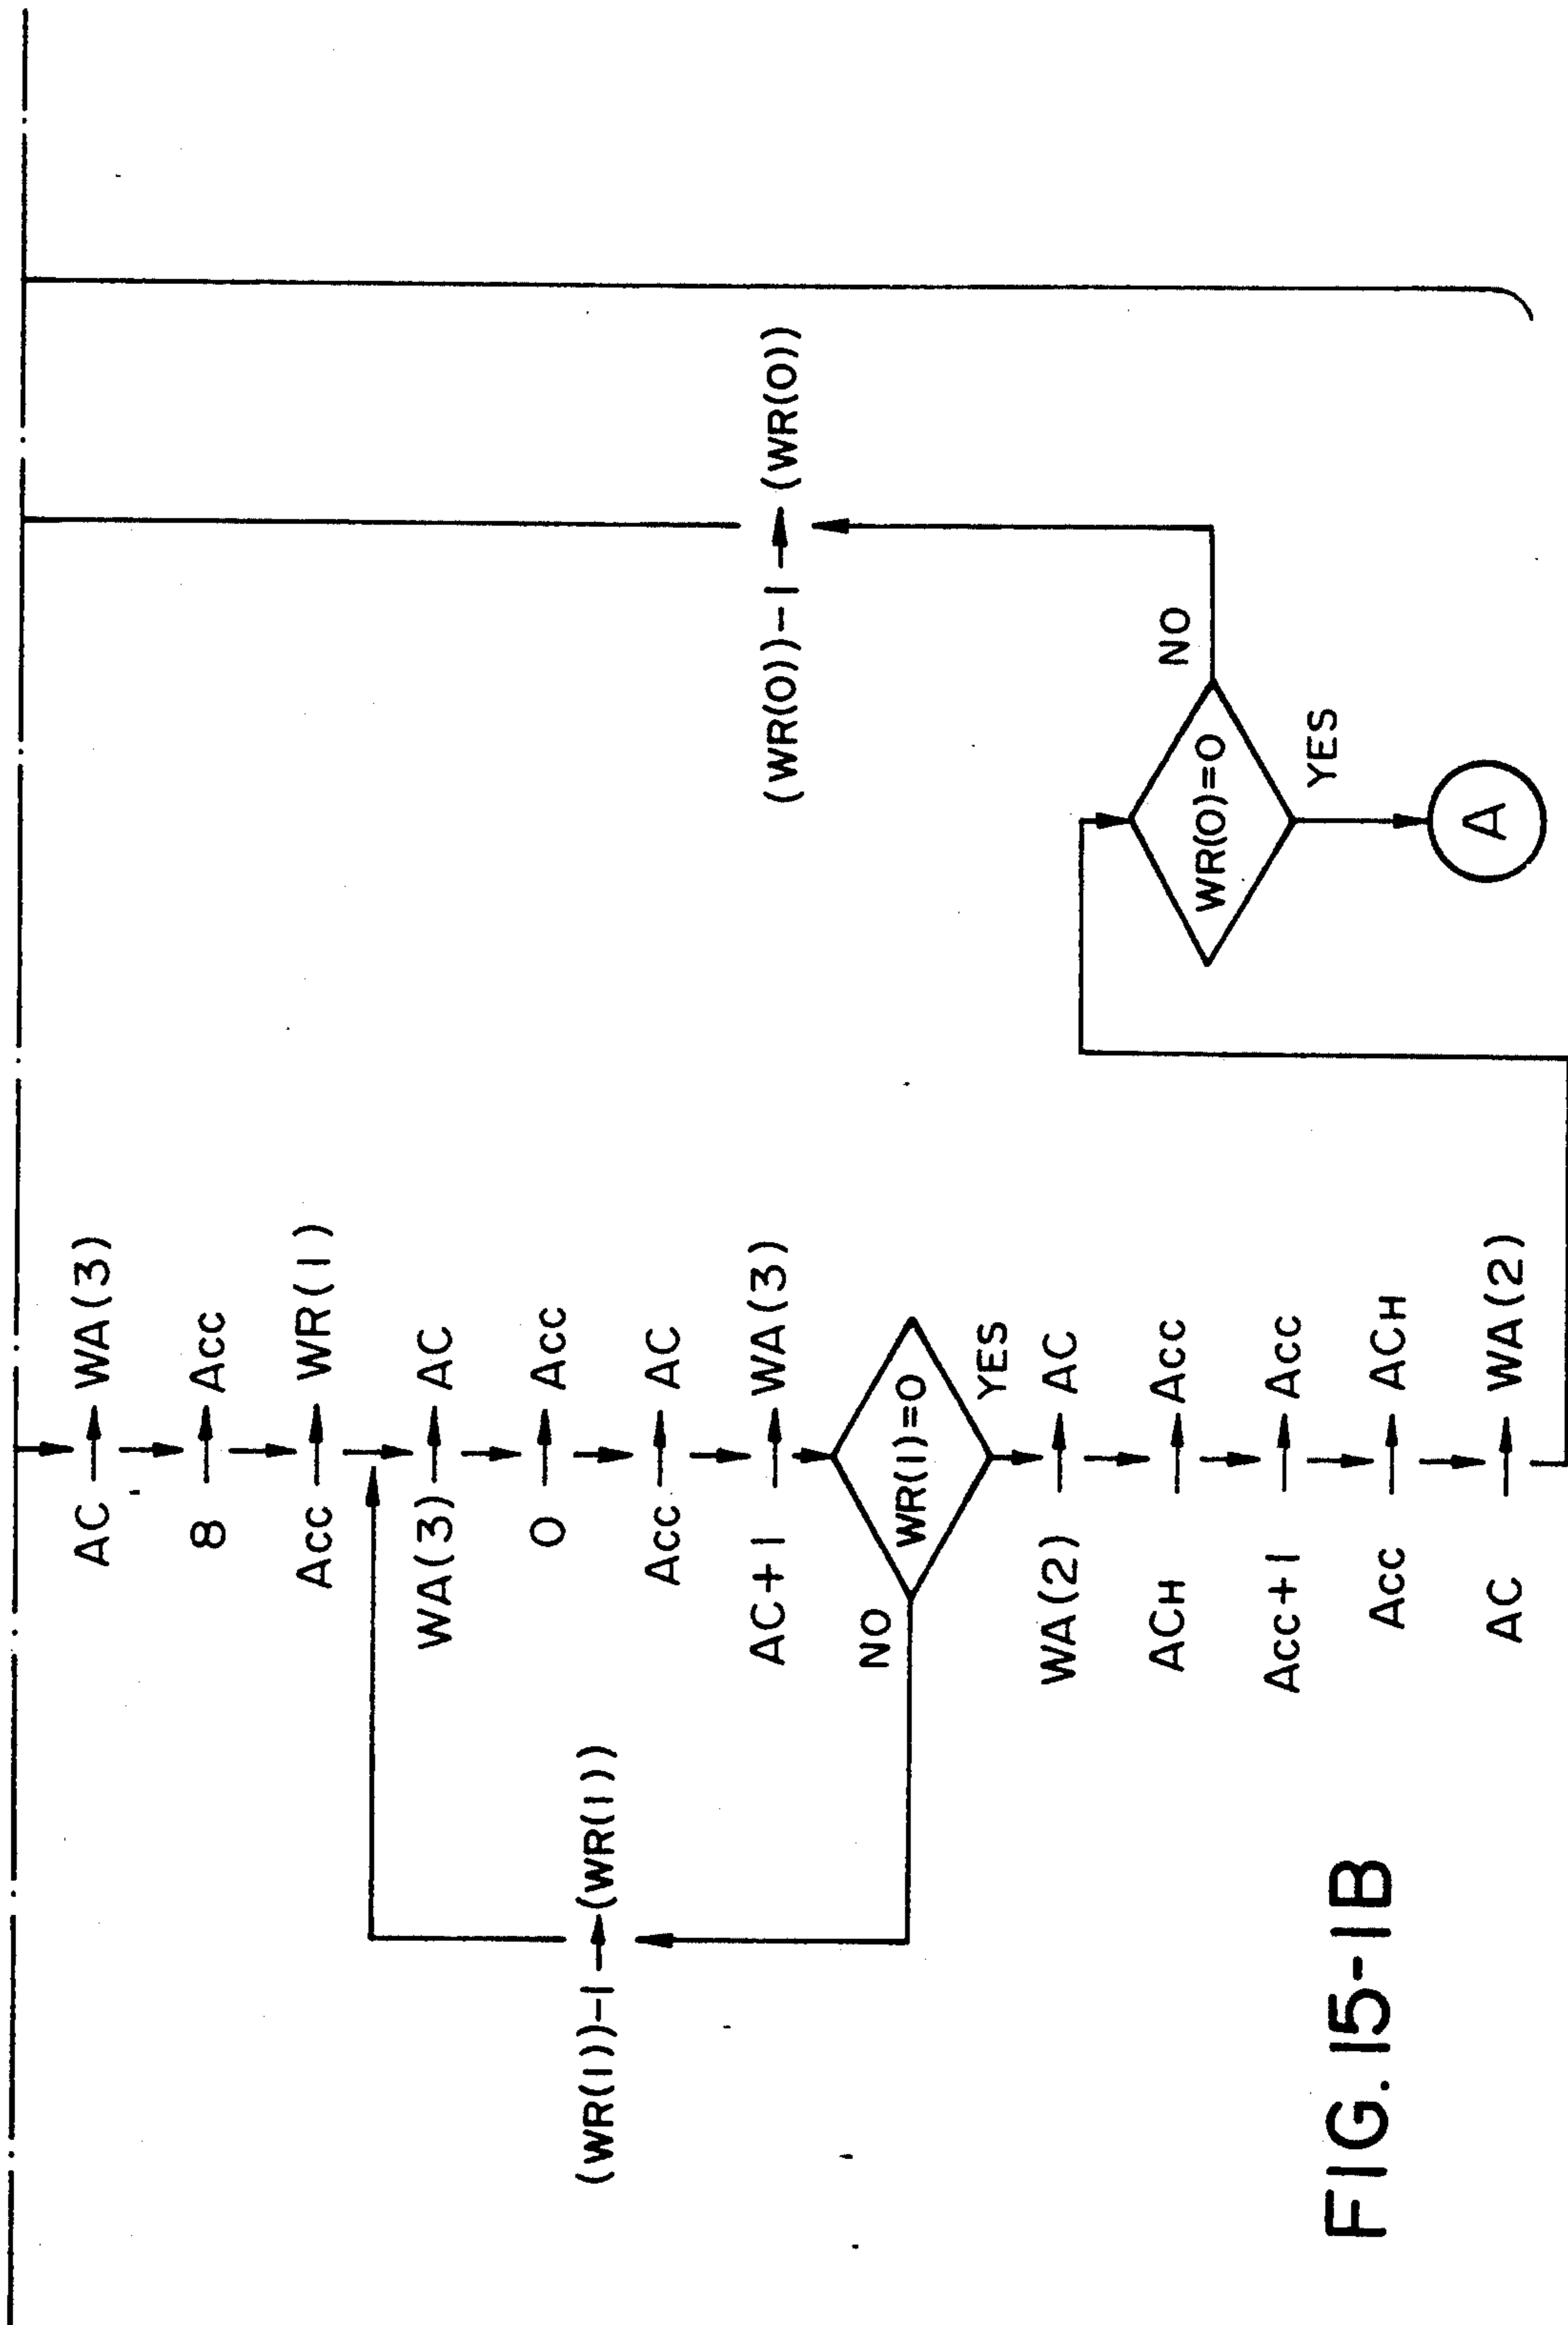 AC → WA(3)
8 → Acc
Acc → WR(1)
WA(3) → AC
0 → Acc
Acc → AC
AC+1 → WA(3)
WR(1)=0
NO
YES
(WR(1))-1 → (WR(1))
WA(2) → AC
ACH → Acc
Acc+1 → Acc
Acc → ACH
AC → WA(2)
(WR(0))-1 → (WR(0))
WR(0)=0
NO
YES
A
FIG.15-1B